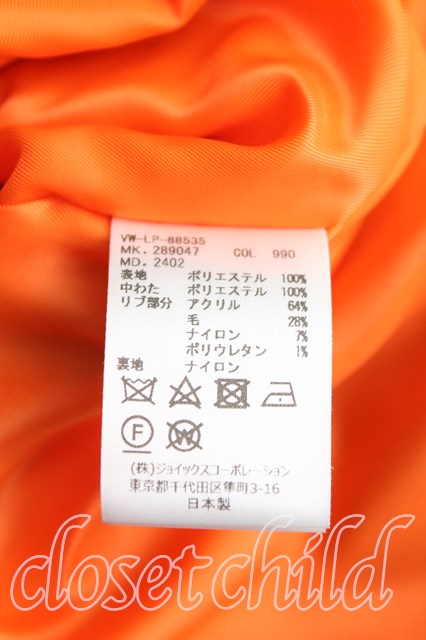 VW-LP-88535
MK. 289047 COL 990
MD. 2402
表地 ポリエステル 100%
中わた ポリエステル 100%
リブ部分 アクリル 64%
毛 28%
ナイロン 7%
ポリウレタン 1%
裏地 ナイロン
F W
(株)ジョイックスコーポレーション
東京都千代田区隼町3-16
日本製
closet child